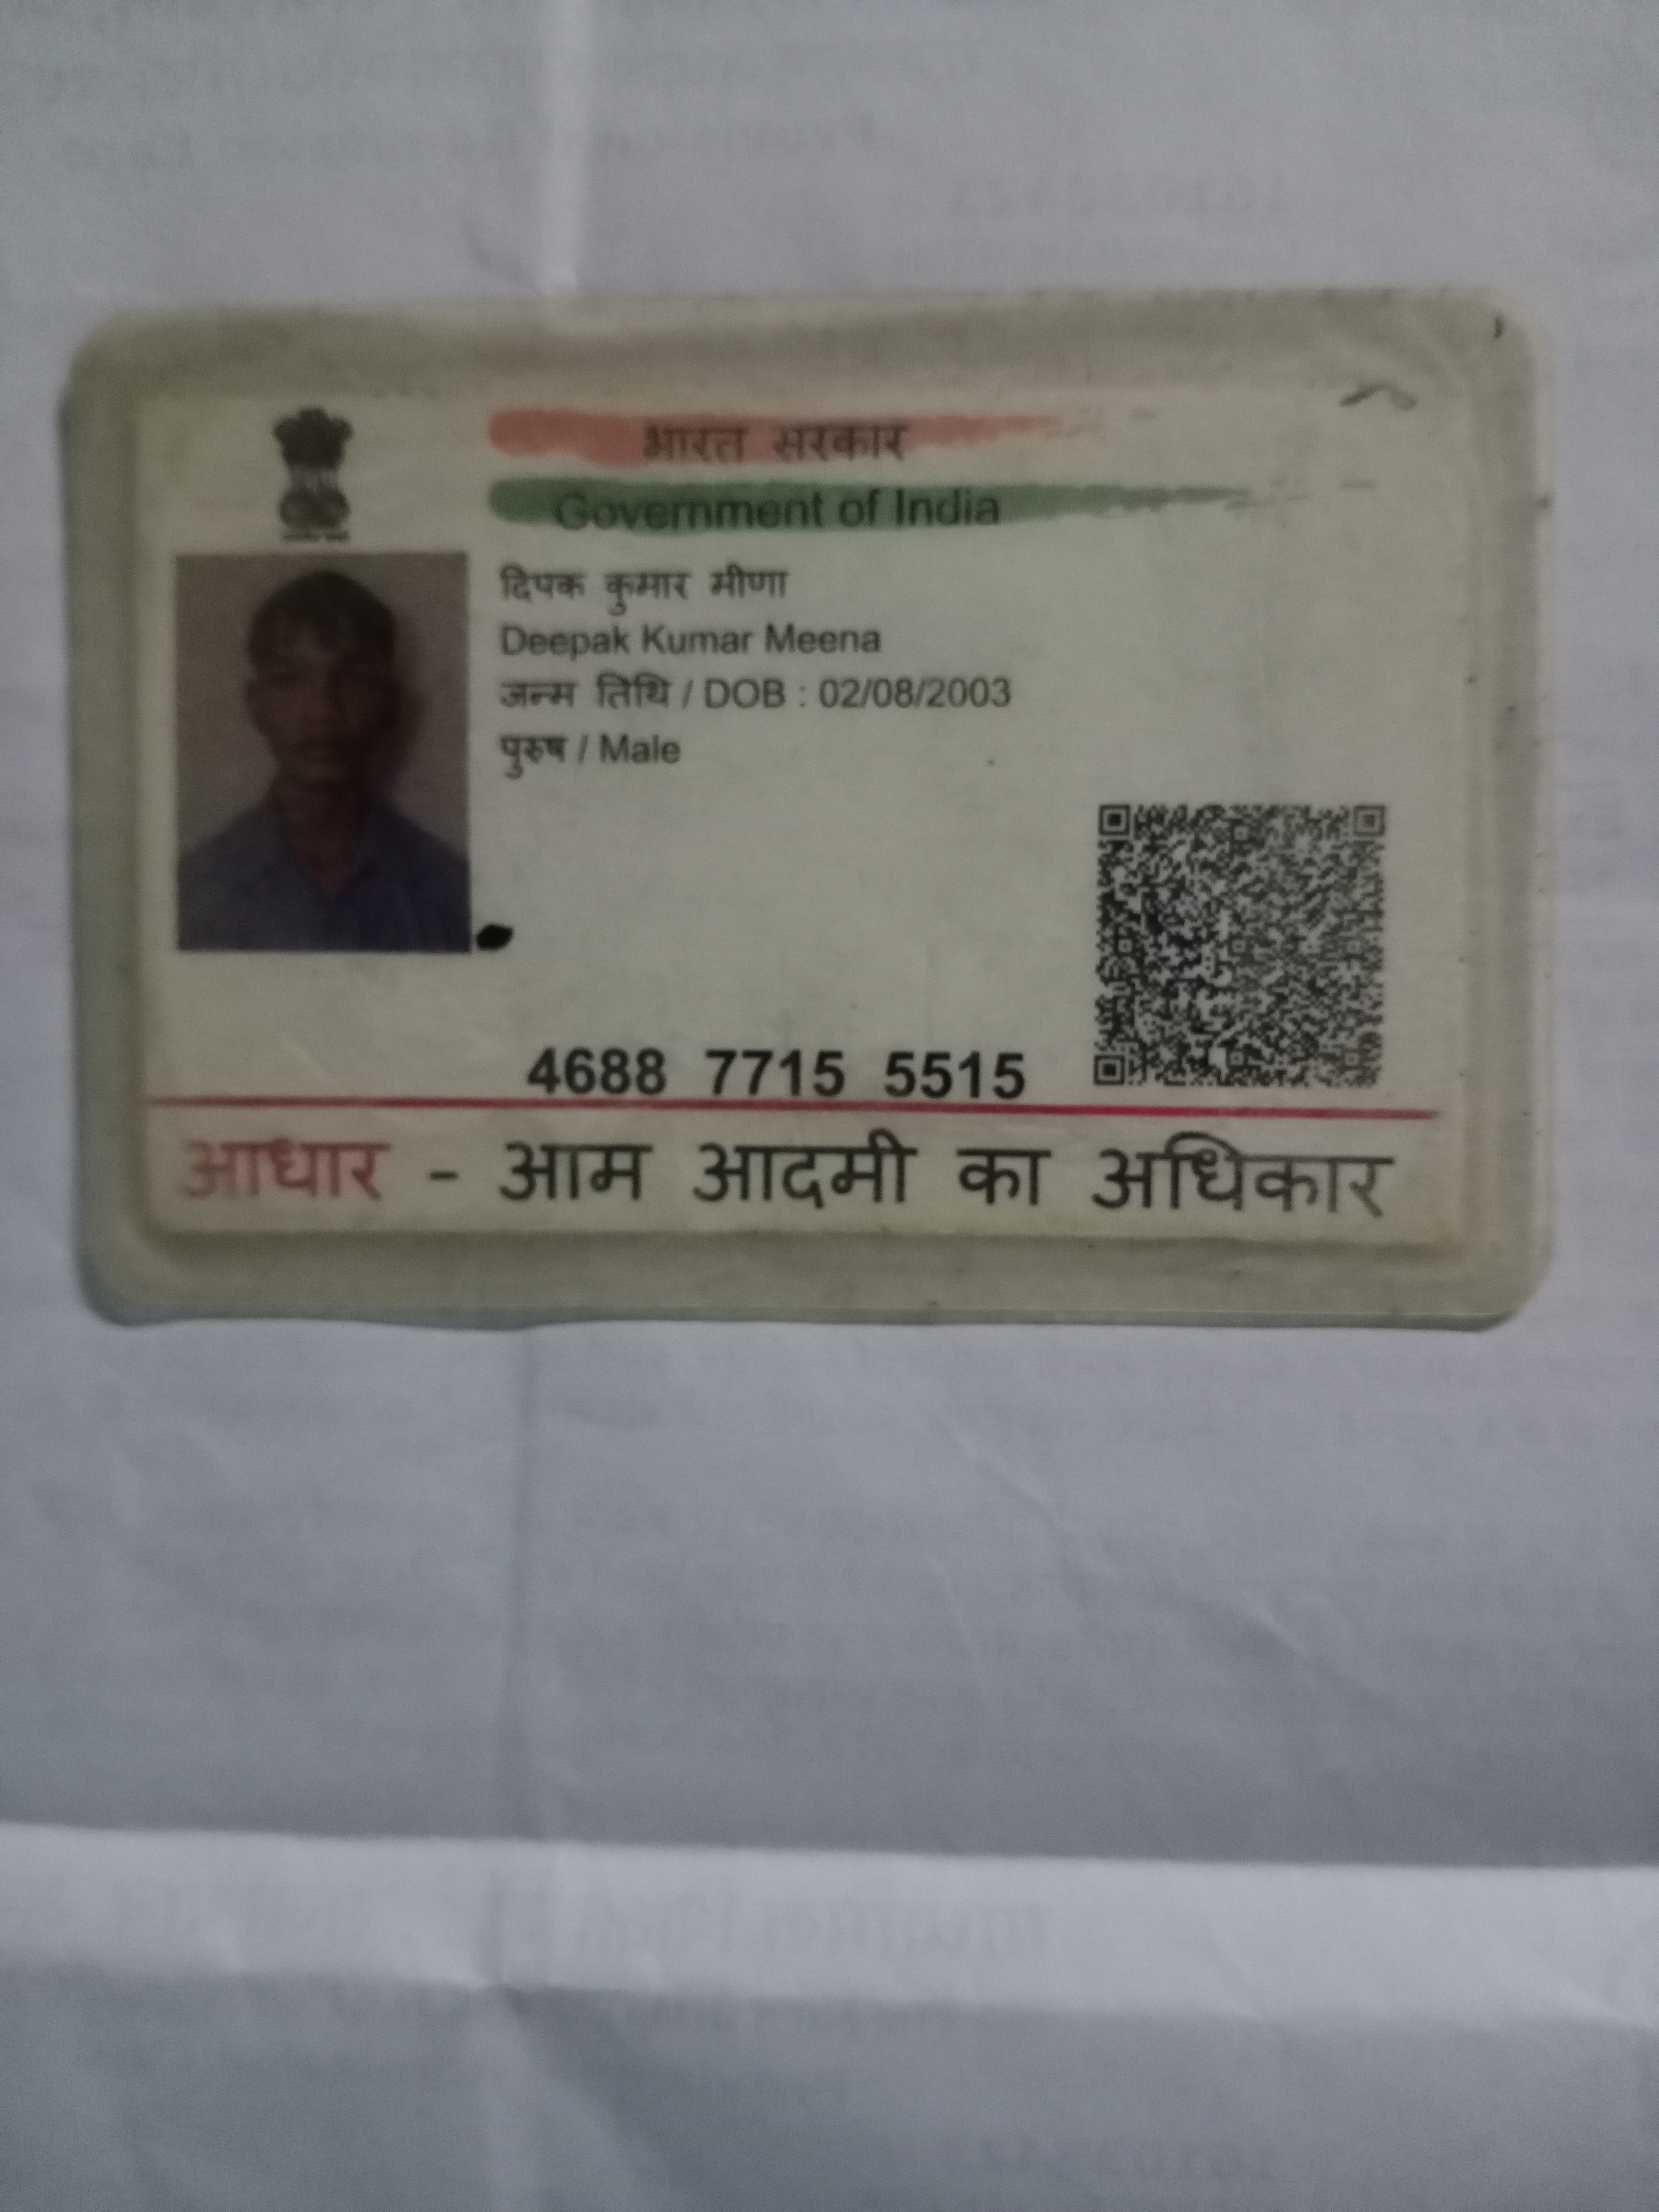 भारत सरकार
Government of India
दिपक कुमार मीणा
Deepak Kumar Meena
जन्म तिथि / DOB : 02/08/2003
पुरुष / Male
4688 7715 5515
आधार - आम आदमी का अधिकार